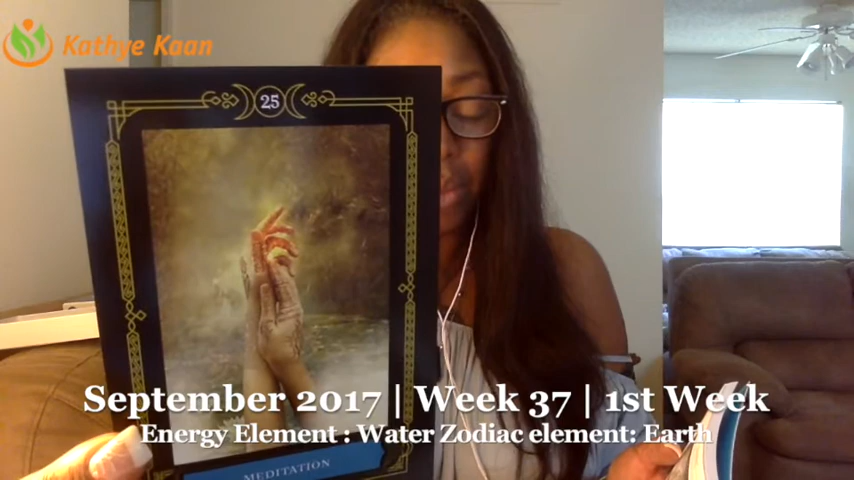 Kathye Kaan
25
September 2017 | Week 37 | 1st Week
Energy Element : Water Zodiac element: Earth
MEDITATION